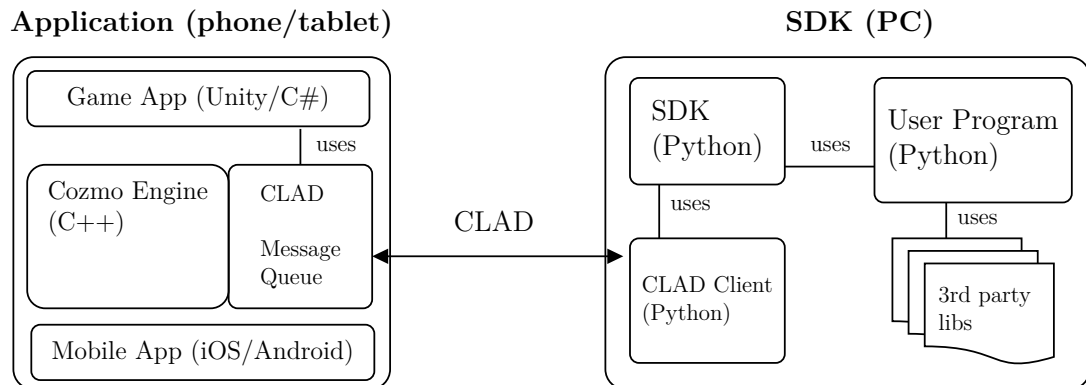 Application (phone/tablet)
SDK (PC)
Game App (Unity/C#)
uses
Cozmo Engine
(C++)
CLAD
Message
Queue
Mobile App (iOS/Android)
CLAD
SDK
(Python)
uses
User Program
(Python)
uses
uses
CLAD Client
(Python)
3rd party
libs